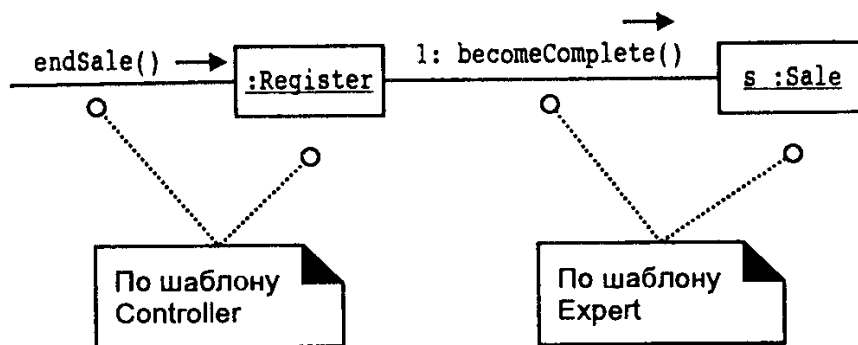 endSale()
:Register
1: becomeComplete()
s :Sale
По шаблону
Controller
По шаблону
Expert